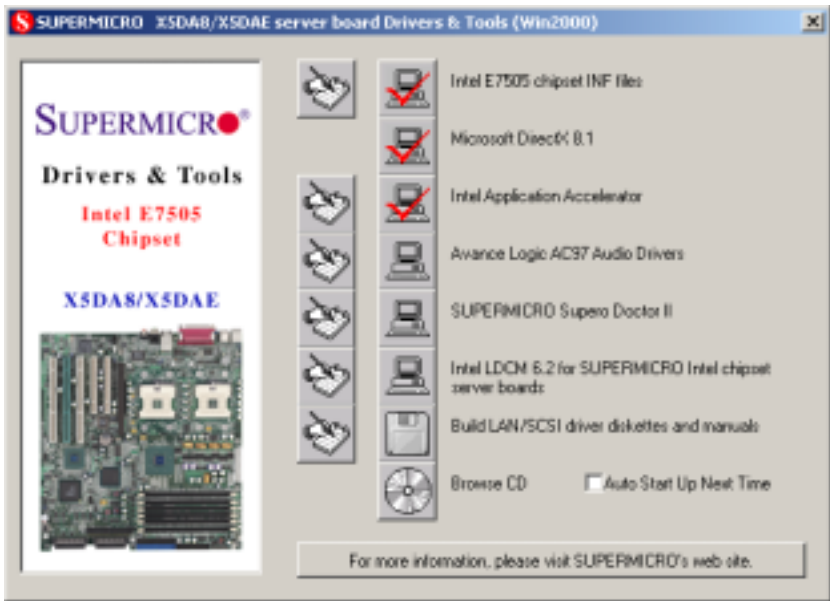 SUPERMICRO X5DA8/X5DAE server board Drivers & Tools (Win2000)
SUPERMICRO®
Drivers & Tools
Intel E7505
Chipset
X5DA8/X5DAE
Intel E7505 chipset INF files
Microsoft DirectX 8.1
Intel Application Accelerator
Avance Logic AC97 Audio Drivers
SUPERMICRO Supero Doctor II
Intel LDCM 6.2 for SUPERMICRO Intel chipset
server boards
Build LAN/SCSI driver diskettes and manuals
Browse CD
Auto Start Up Next Time
For more information, please visit SUPERMICRO's web site.